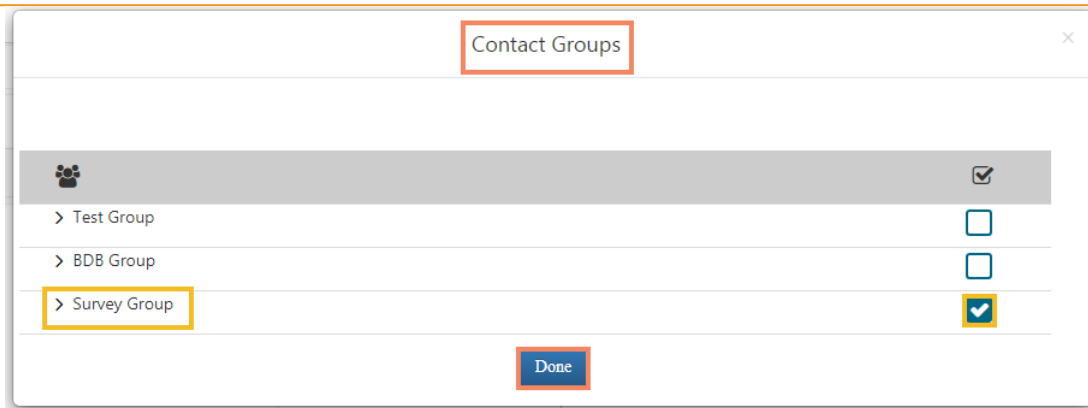 Contact Groups
Test Group
BDB Group
Survey Group
Done